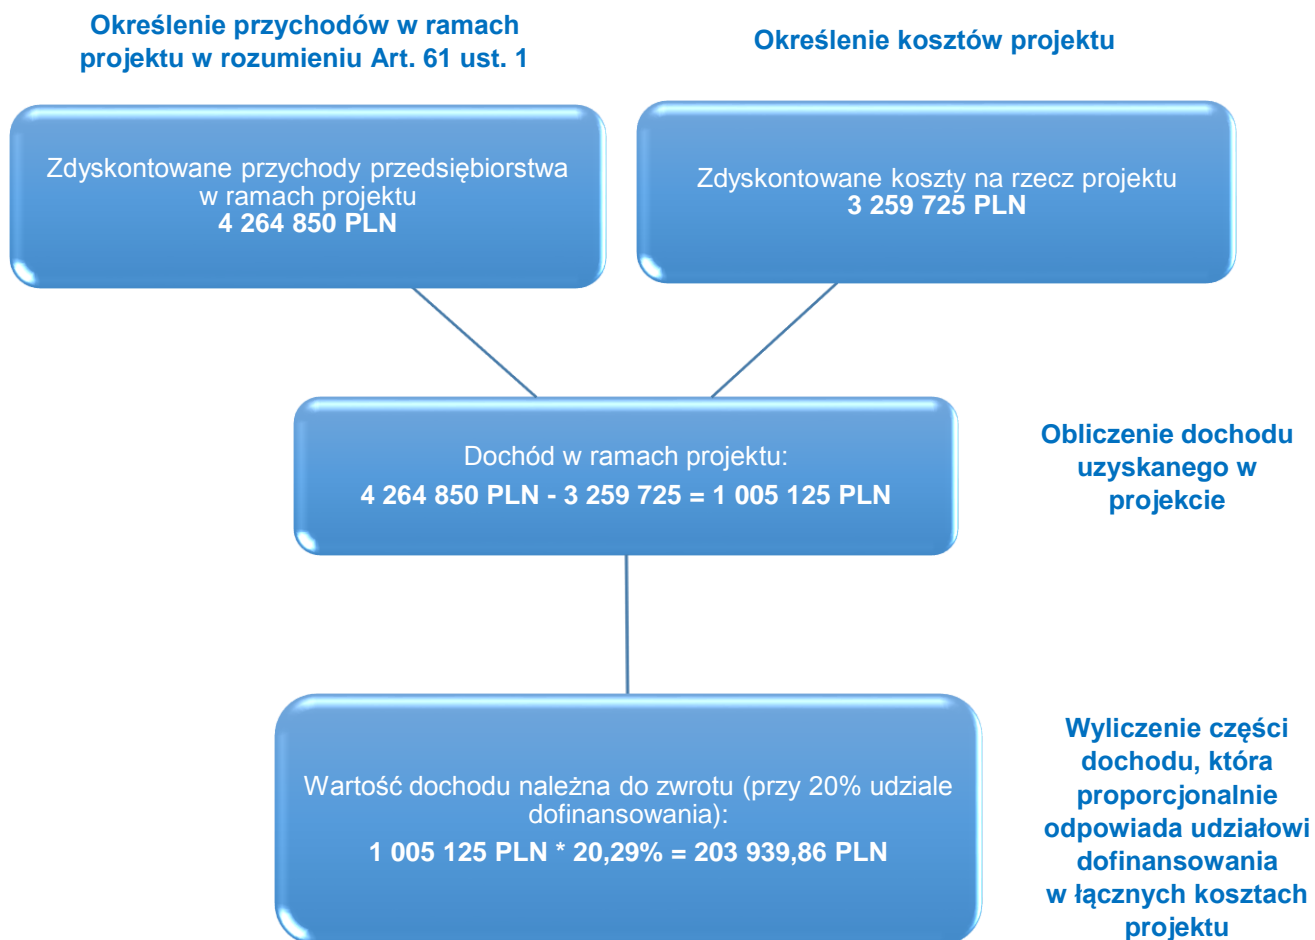 Określenie przychodów w ramach
projektu w rozumieniu Art. 61 ust. 1
Określenie kosztów projektu
Zdyskontowane przychody przedsiębiorstwa
w ramach projektu
4 264 850 PLN
Zdyskontowane koszty na rzecz projektu
3 259 725 PLN
Dochód w ramach projektu:
4 264 850 PLN - 3 259 725 = 1 005 125 PLN
Obliczenie dochodu
uzyskanego w
projekcie
Wartość dochodu należna do zwrotu (przy 20% udziale
dofinansowania):
1 005 125 PLN * 20,29% = 203 939,86 PLN
Wyliczenie części
dochodu, która
proporcjonalnie
odpowiada udziałowi
dofinansowania
w łącznych kosztach
projektu